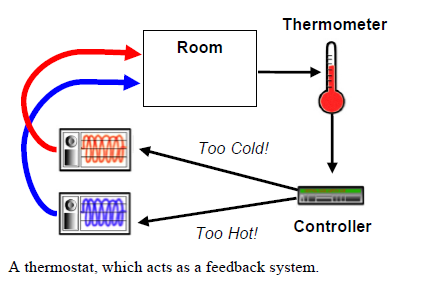 Thermometer
Room
Too Cold!
Too Hot!
Controller
A thermostat, which acts as a feedback system.